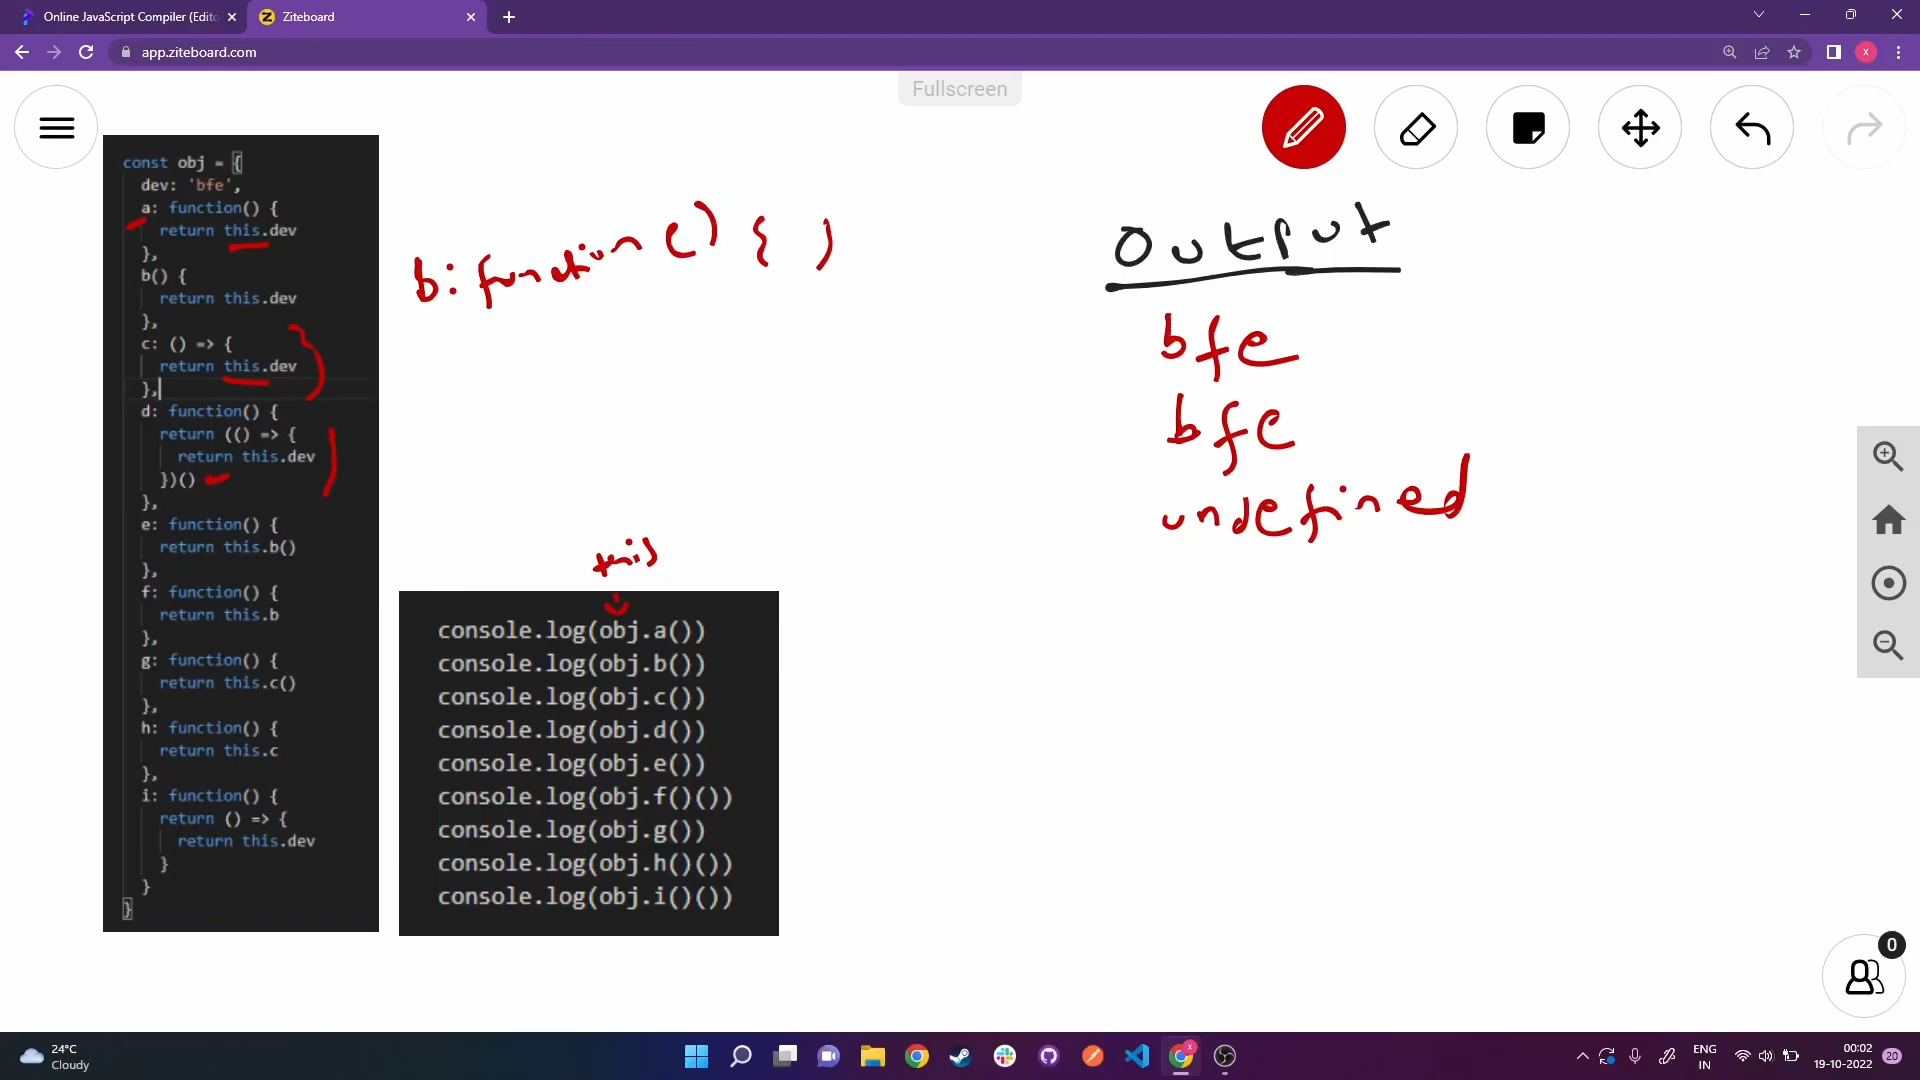 Online JavaScript Compiler (Edito
Ziteboard
app.ziteboard.com
Fullscreen
const obj = {
dev: 'bfe',
a: function() {
return this.dev
},
b() {
return this.dev
},
c: () => {
return this.dev
},
d: function() {
return (() => {
return this.dev
})()
},
e: function() {
return this.b()
},
f: function() {
return this.b
},
g: function() {
return this.c()
},
h: function() {
return this.c
},
i: function() {
return () => {
return this.dev
}
}
}
b: function () { }
this
console.log(obj.a())
console.log(obj.b())
console.log(obj.c())
console.log(obj.d())
console.log(obj.e())
console.log(obj.f()())
console.log(obj.g())
console.log(obj.h()())
console.log(obj.i()())
Output
bfe
bfe
undefined
0
24°C
Cloudy
ENG
IN
00:02
19-10-2022
20